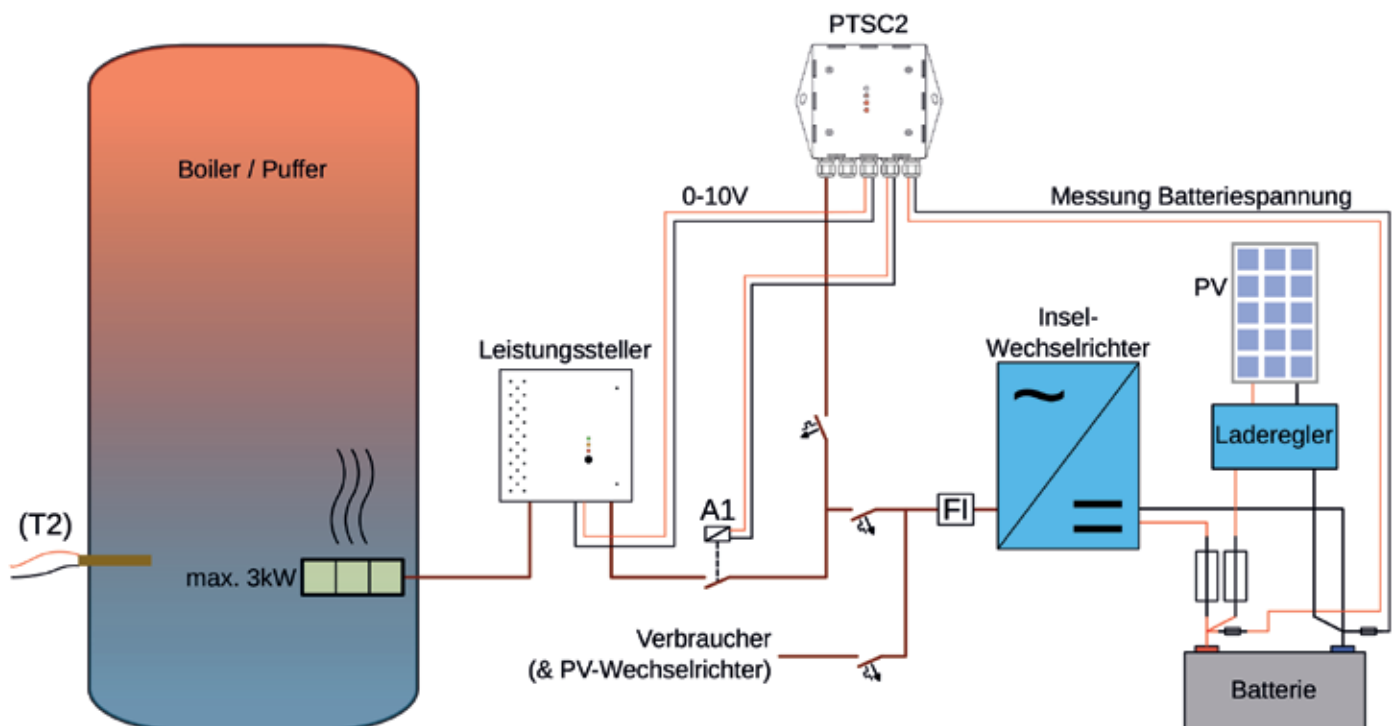 PTSC2
Boiler / Puffer
0-10V
Messung Batteriespannung
PV
Insel-
Wechselrichter
Leistungssteller
Laderegler
A1
FI
(T2)
max. 3kW
Verbraucher
(& PV-Wechselrichter)
Batterie